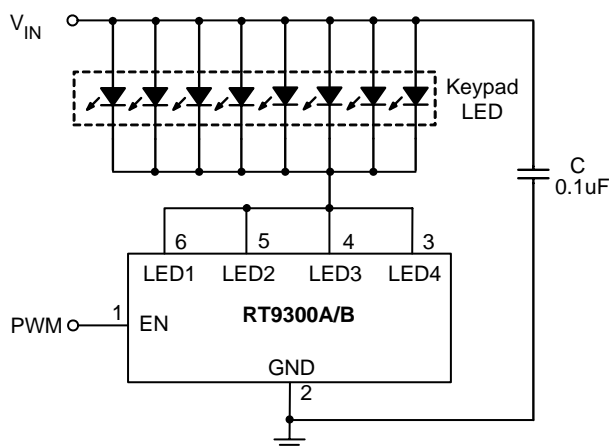 VIN
Keypad
LED
C
0.1uF
6 5 4 3
LED1 LED2 LED3 LED4
RT9300A/B
PWM 1 EN
GND
2